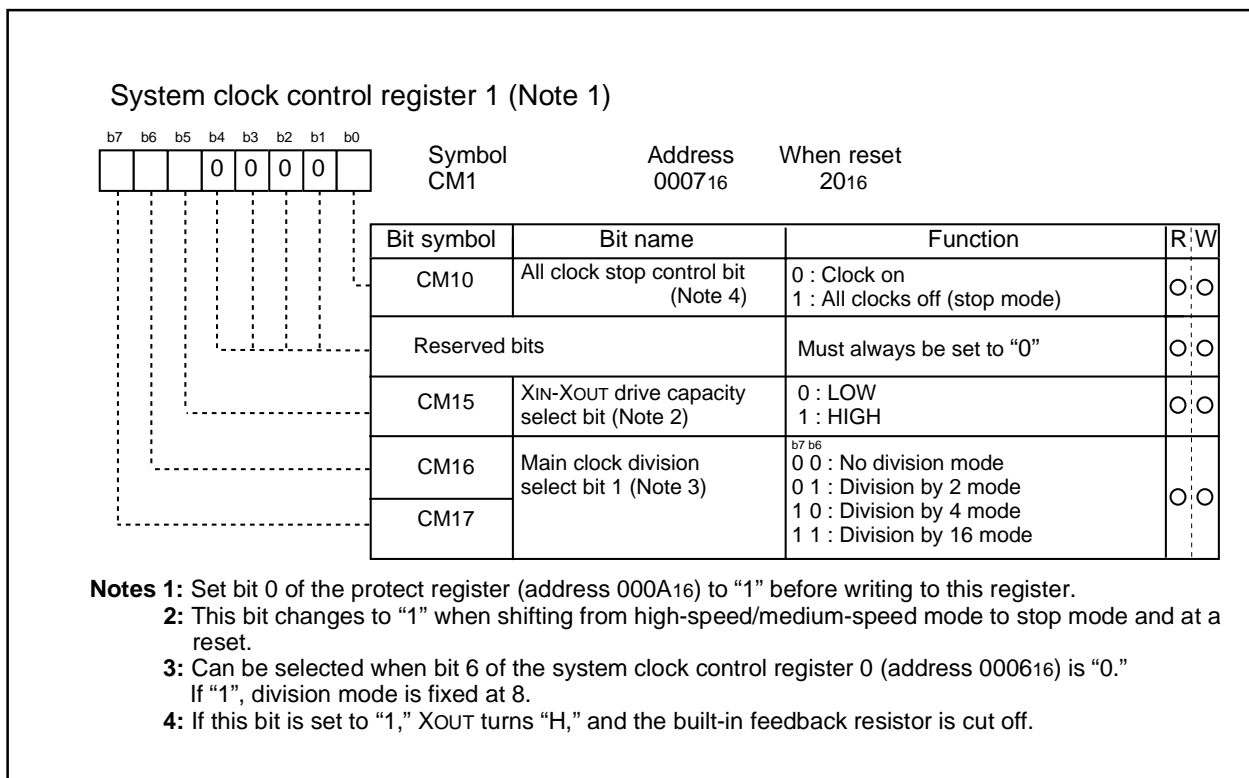 System clock control register 1 (Note 1)
b7 b6 b5 b4 b3 b2 b1 b0
0 0 0 0
Symbol Address When reset
CM1 000716 2016
Bit symbol Bit name Function R W
CM10 All clock stop control bit (Note 4) 0 : Clock on
1 : All clocks off (stop mode)
Reserved bits Must always be set to “0”
CM15 XIN-XOUT drive capacity 0 : LOW
select bit (Note 2) 1 : HIGH
b7 b6
CM16 Main clock division 0 0 : No division mode
select bit 1 (Note 3) 0 1 : Division by 2 mode
CM17 1 0 : Division by 4 mode
1 1 : Division by 16 mode
Notes 1: Set bit 0 of the protect register (address 000A16) to “1” before writing to this register.
2: This bit changes to “1” when shifting from high-speed/medium-speed mode to stop mode and at a
reset.
3: Can be selected when bit 6 of the system clock control register 0 (address 000616) is “0.”
If “1”, division mode is fixed at 8.
4: If this bit is set to “1,” XOUT turns “H,” and the built-in feedback resistor is cut off.